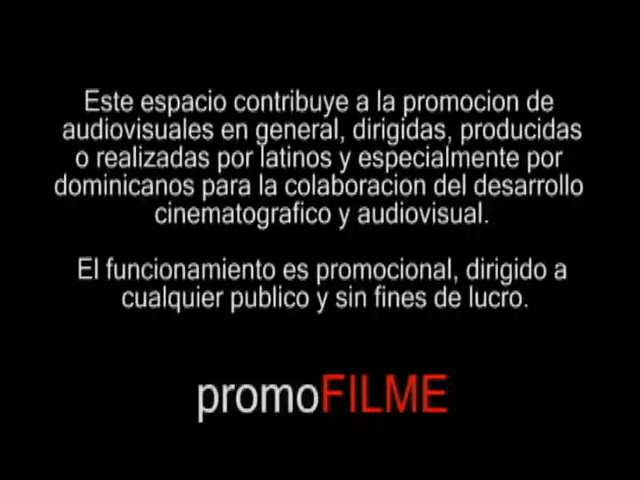 Este espacio contribuye a la promocion de
audiovisuales en general, dirigidas, producidas
o realizadas por latinos y especialmente por
dominicanos para la colaboracion del desarrollo
cinematografico y audiovisual.
El funcionamiento es promocional, dirigido a
cualquier publico y sin fines de lucro.
promoFILME